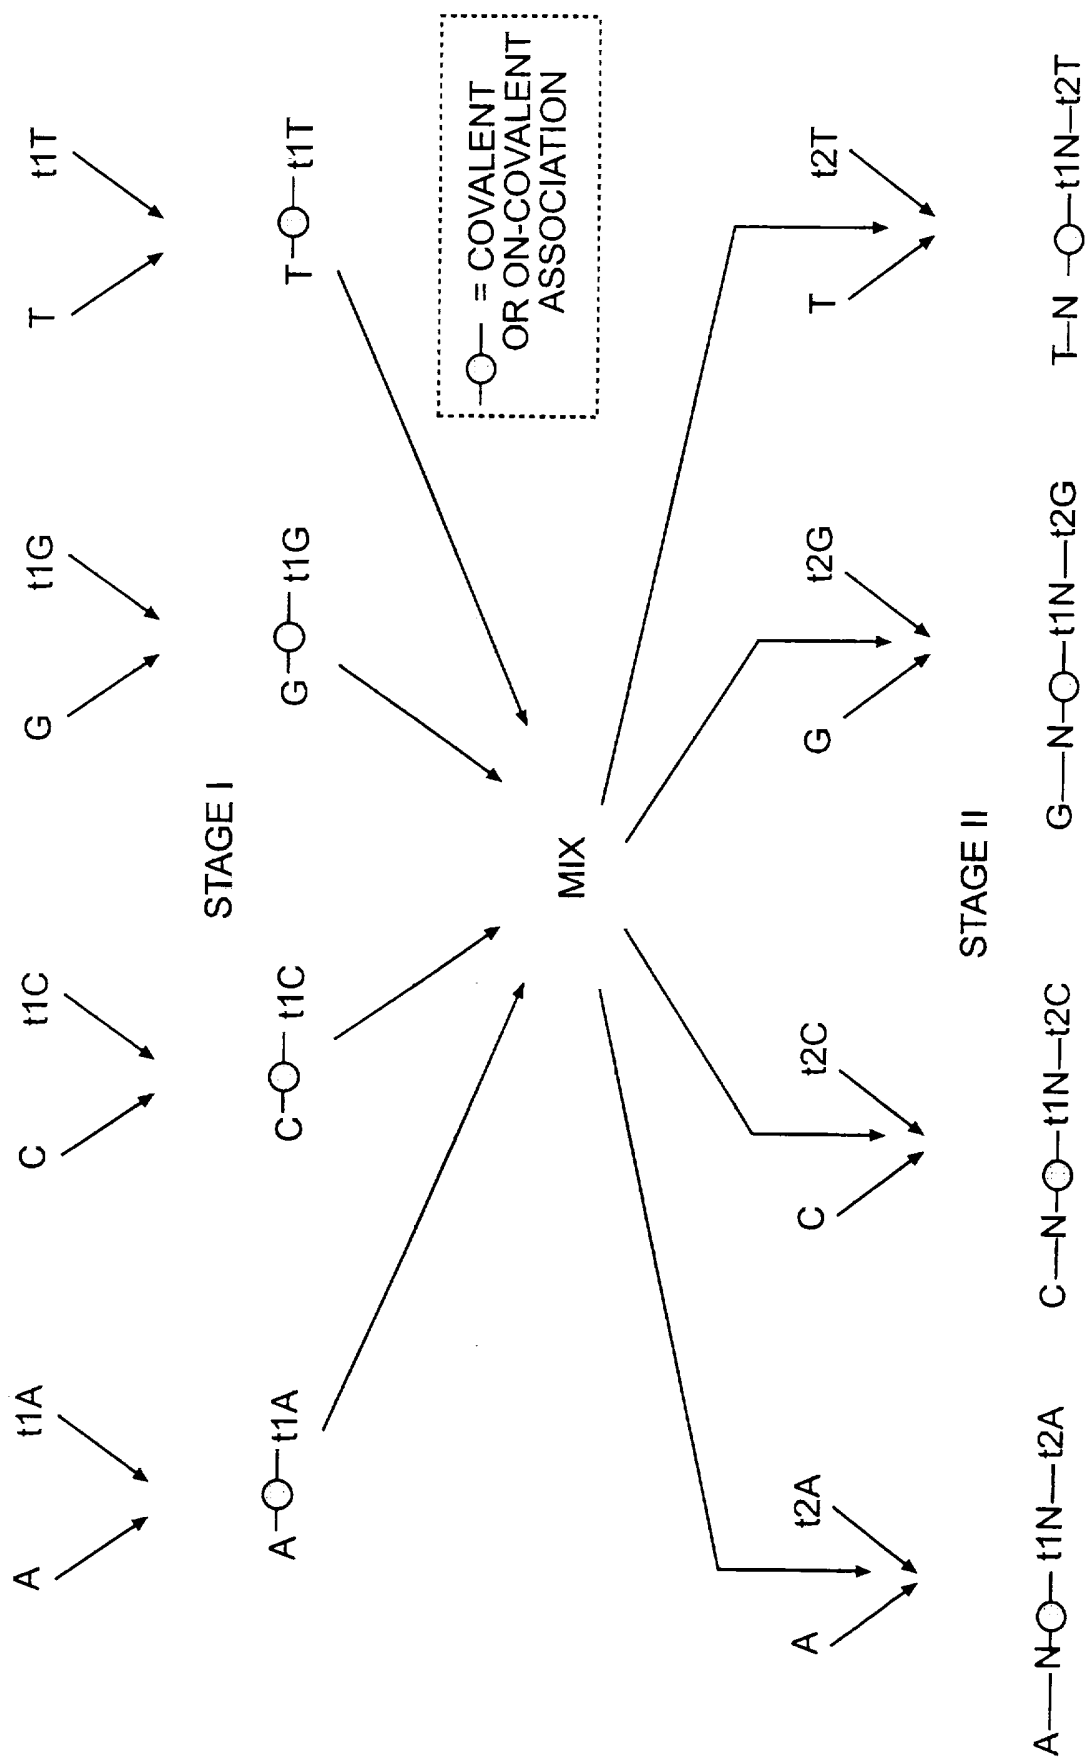 A t1A C t1C G t1G T t1T
STAGE I
A t1A C t1C G t1G T t1T
= COVALENT
OR ON-COVALENT
ASSOCIATION
MIX
A t2A C t2C G t2G T t2T
STAGE II
A—N—t1N—t2A C—N—t1N—t2C G—N—t1N—t2G T—N—t1N—t2T